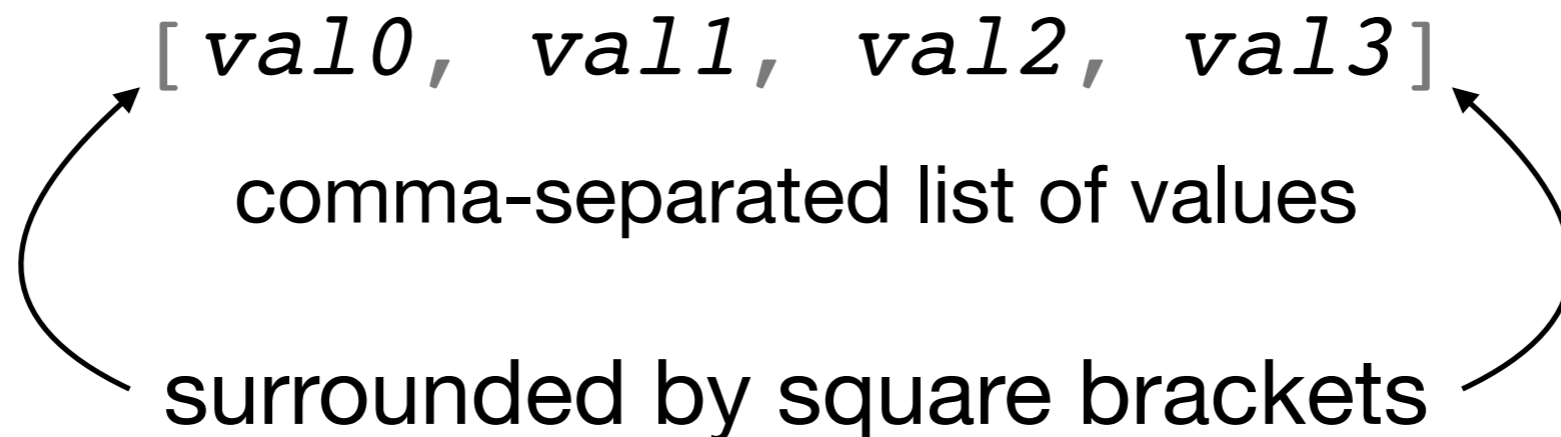 [val0, val1, val2, val3]
comma-separated list of values
surrounded by square brackets